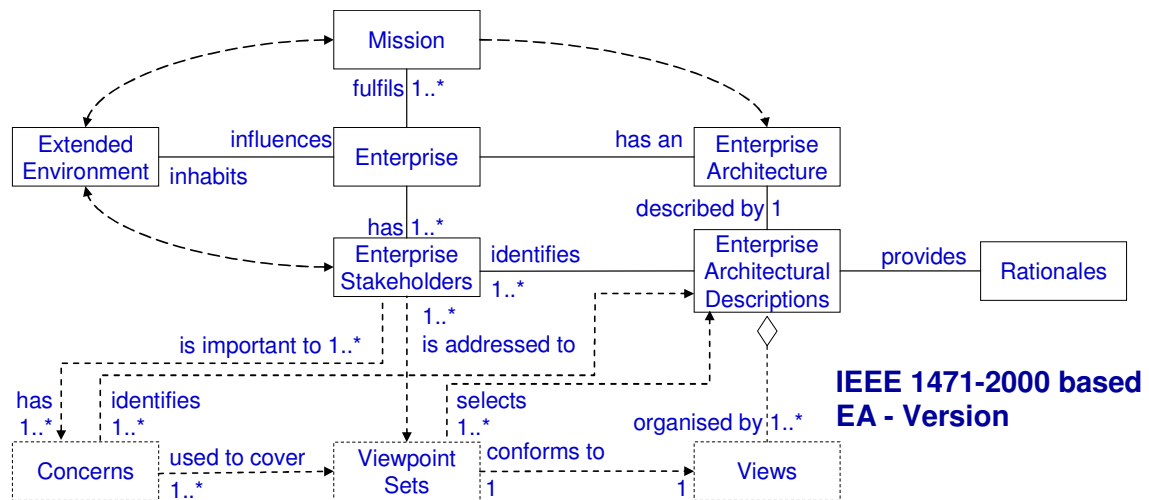 Mission
fulfils 1..*
Extended
Environment
influences
inhabits
Enterprise
has an
Enterprise
Architecture
described by 1
has 1..*
Enterprise
Stakeholders
identifies
1..*
Enterprise
Architectural
Descriptions
provides
Rationales
1..*
is important to 1..*
is addressed to
IEEE 1471-2000 based
EA - Version
has
1..*
identifies
1..*
selects
1..*
organised by 1..*
Concerns
used to cover
1..*
Viewpoint
Sets
conforms to
1
1
Views